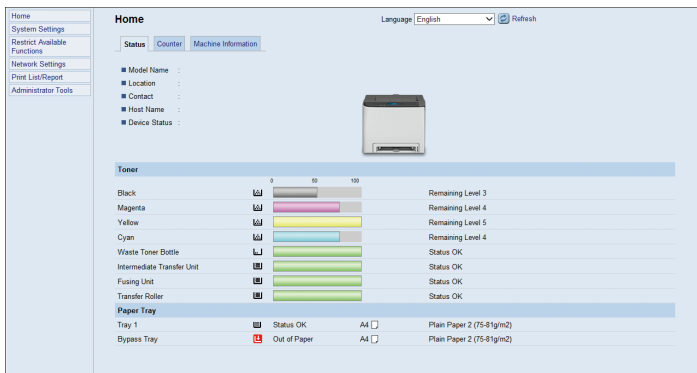 Home
System Settings
Restrict Available
Functions
Network Settings
Print List/Report
Administrator Tools
Home
Language English Refresh
Status Counter Machine Information
Model Name :
Location :
Contact :
Host Name :
Device Status :
Toner
0 50 100
Black Remaining Level 3
Magenta Remaining Level 4
Yellow Remaining Level 5
Cyan Remaining Level 4
Waste Toner Bottle Status OK
Intermediate Transfer Unit Status OK
Fusing Unit Status OK
Transfer Roller Status OK
Paper Tray
Tray 1 Status OK A4 Plain Paper 2 (75-81g/m2)
Bypass Tray Out of Paper A4 Plain Paper 2 (75-81g/m2)